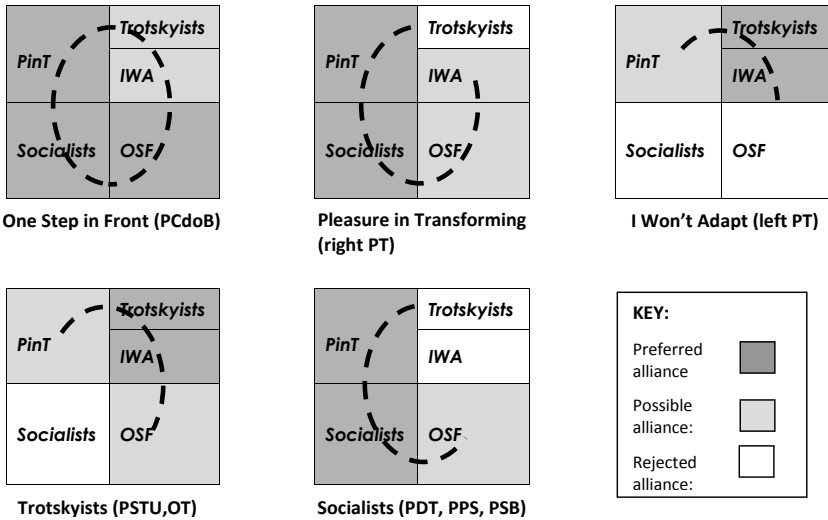 Trotskyists
PinT
IWA
Socialists OSF
One Step in Front (PCdoB)
Trotskyists
PinT
IWA
Socialists OSF
Pleasure in Transforming
(right PT)
Trotskyists
PinT
IWA
Socialists OSF
I Won’t Adapt (left PT)
Trotskyists
PinT
IWA
Socialists OSF
Trotskyists (PSTU,OT)
Trotskyists
PinT
IWA
Socialists OSF
Socialists (PDT, PPS, PSB)
KEY:
Preferred
alliance
Possible
alliance:
Rejected
alliance: